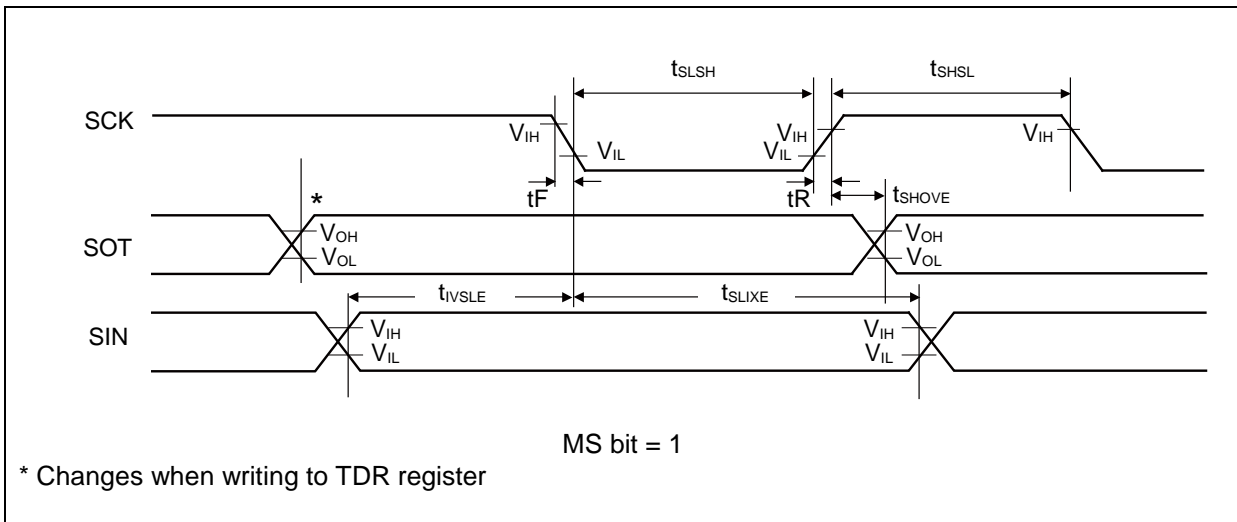 tSLSH tSHSL
SCK VIH VIL VIL VIH VIH
tF tR tSHOVE
*
SOT VOH VOH
VOL VOL
tIVSLE tSLIXE
SIN VIH VIH
VIL VIL
MS bit = 1
* Changes when writing to TDR register